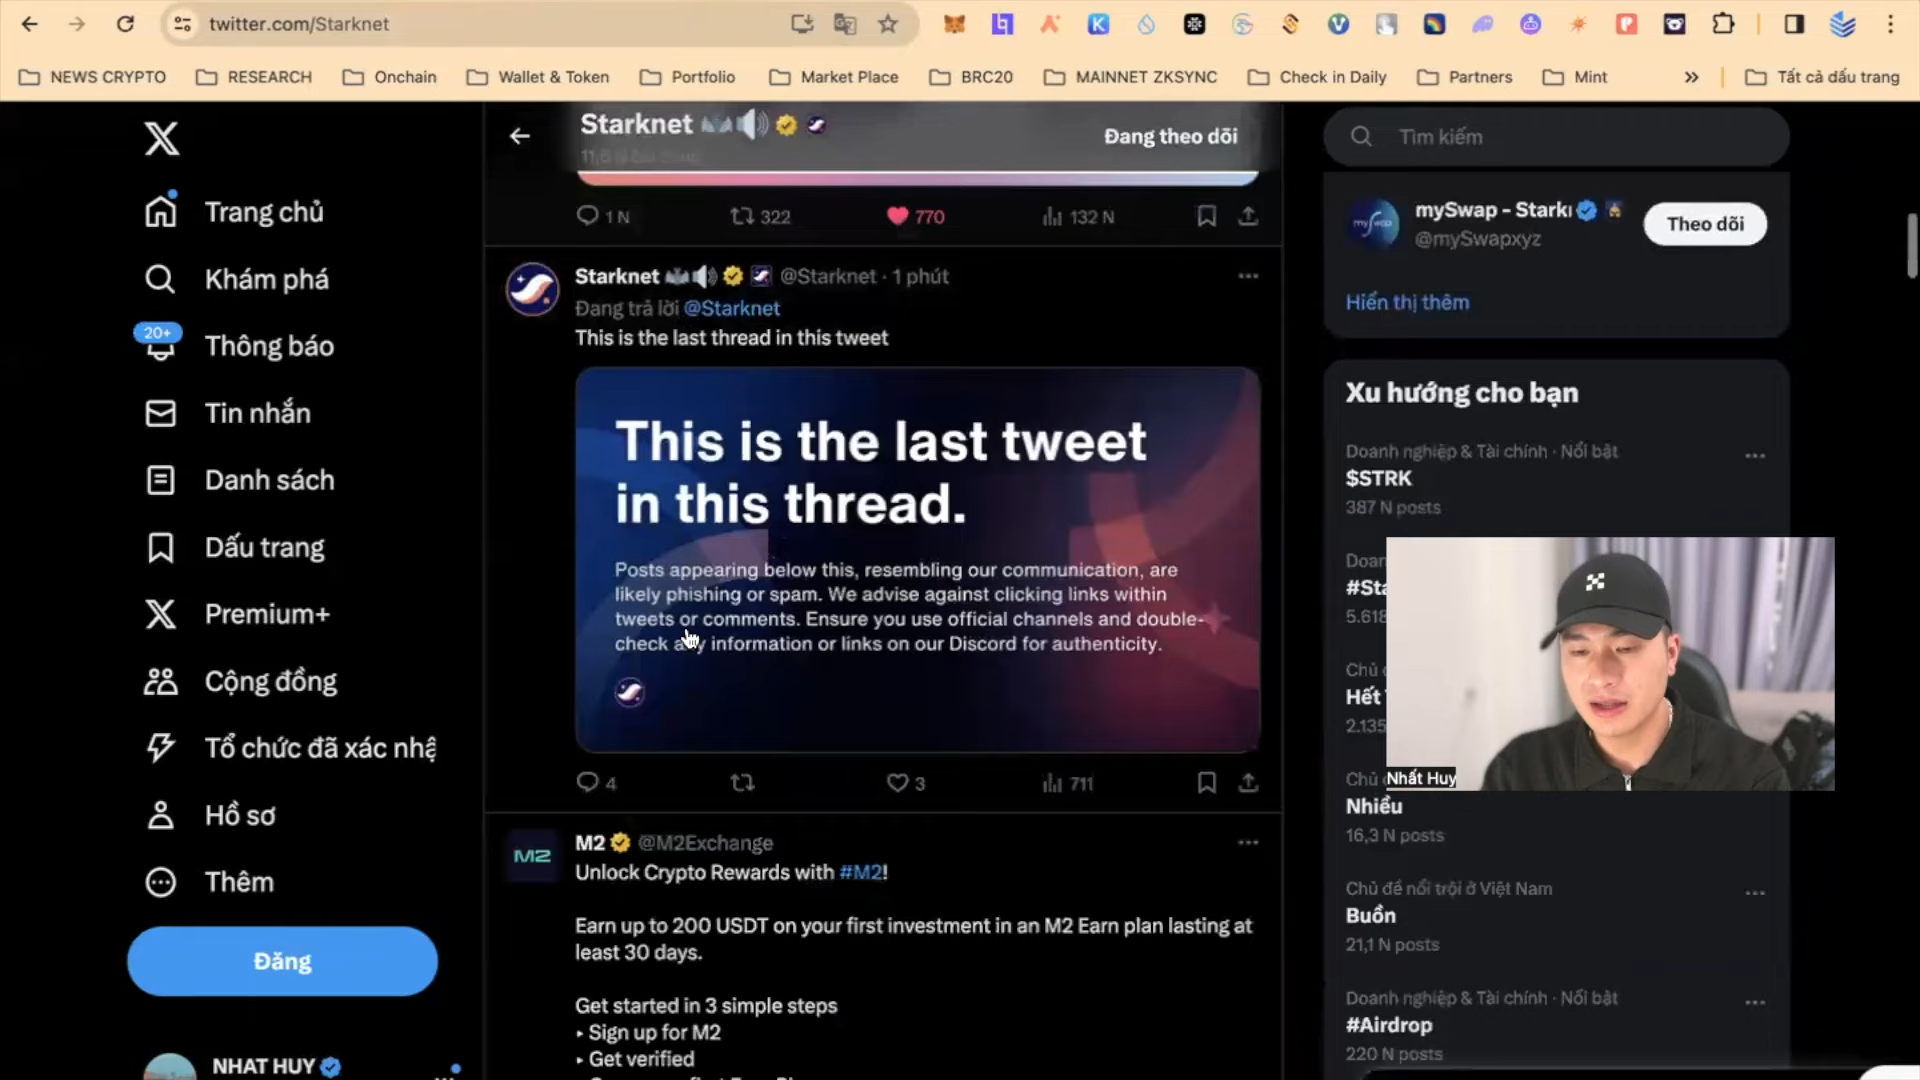 twitter.com/Starknet
NEWS CRYPTO
RESEARCH
Onchain
Wallet & Token
Portfolio
Market Place
BRC20
MAINNET ZKSYNC
Check in Daily
Partners
Mint
Tất cả dấu trang
Trang chủ
Khám phá
20+
Thông báo
Tin nhắn
Danh sách
Dấu trang
Premium+
Cộng đồng
Tổ chức đã xác nhậ
Hồ sơ
Thêm
Đăng
NHAT HUY
Starknet
Đang theo dõi
1 N 322 770 132 N
Starknet @Starknet · 1 phút
Đang trả lời @Starknet
This is the last thread in this tweet
This is the last tweet
in this thread.
Posts appearing below this, resembling our communication, are
likely phishing or spam. We advise against clicking links within
tweets or comments. Ensure you use official channels and double-
check any information or links on our Discord for authenticity.
4 3 711
M2 @M2Exchange
Unlock Crypto Rewards with #M2!
Earn up to 200 USDT on your first investment in an M2 Earn plan lasting at
least 30 days.
Get started in 3 simple steps
▸ Sign up for M2
▸ Get verified
Tìm kiếm
mySwap - Stark
@mySwapxyz
Theo dõi
Hiển thị thêm
Xu hướng cho bạn
Doanh nghiệp & Tài chính · Nổi bật
$STRK
387 N posts
Doan
#Sta
5.618
Chủ
Hết
2.135
Chủ
Nhất Huy
Nhiều
16,3 N posts
Chủ đề nổi trội ở Việt Nam
Buồn
21,1 N posts
Doanh nghiệp & Tài chính · Nổi bật
#Airdrop
220 N posts